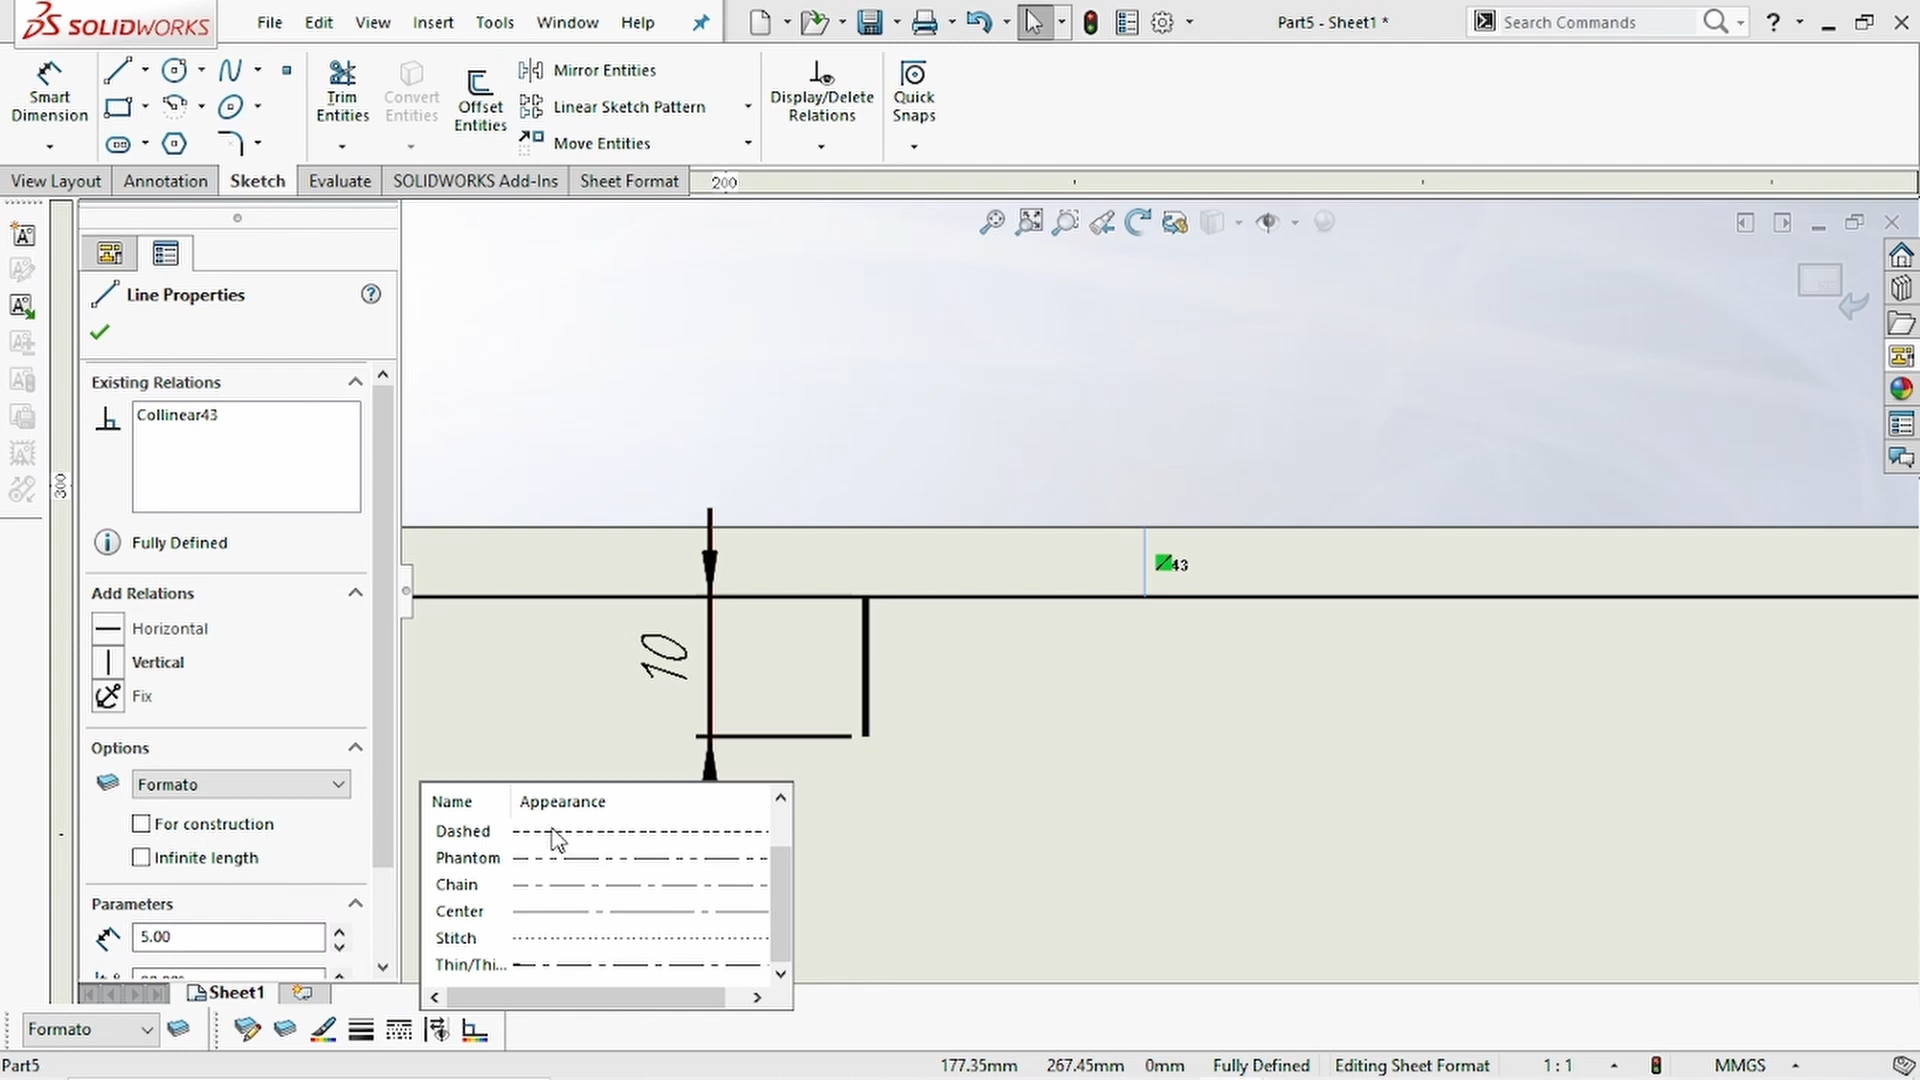 SOLIDWORKS
File Edit View Insert Tools Window Help
Part5 - Sheet1 *
Search Commands
?
Smart Dimension
Trim Entities
Convert Entities
Offset Entities
Mirror Entities
Linear Sketch Pattern
Move Entities
Display/Delete Relations
Quick Snaps
View Layout
Annotation
Sketch
Evaluate
SOLIDWORKS Add-Ins
Sheet Format
200
300
Line Properties
Existing Relations
Collinear43
Fully Defined
Add Relations
Horizontal
Vertical
Fix
Options
Formato
For construction
Infinite length
Parameters
5.00
43
10
Name Appearance
Dashed
Phantom
Chain
Center
Stitch
Thin/Thi...
Sheet1
Formato
Part5
177.35mm 267.45mm 0mm Fully Defined Editing Sheet Format 1 : 1 MMGS